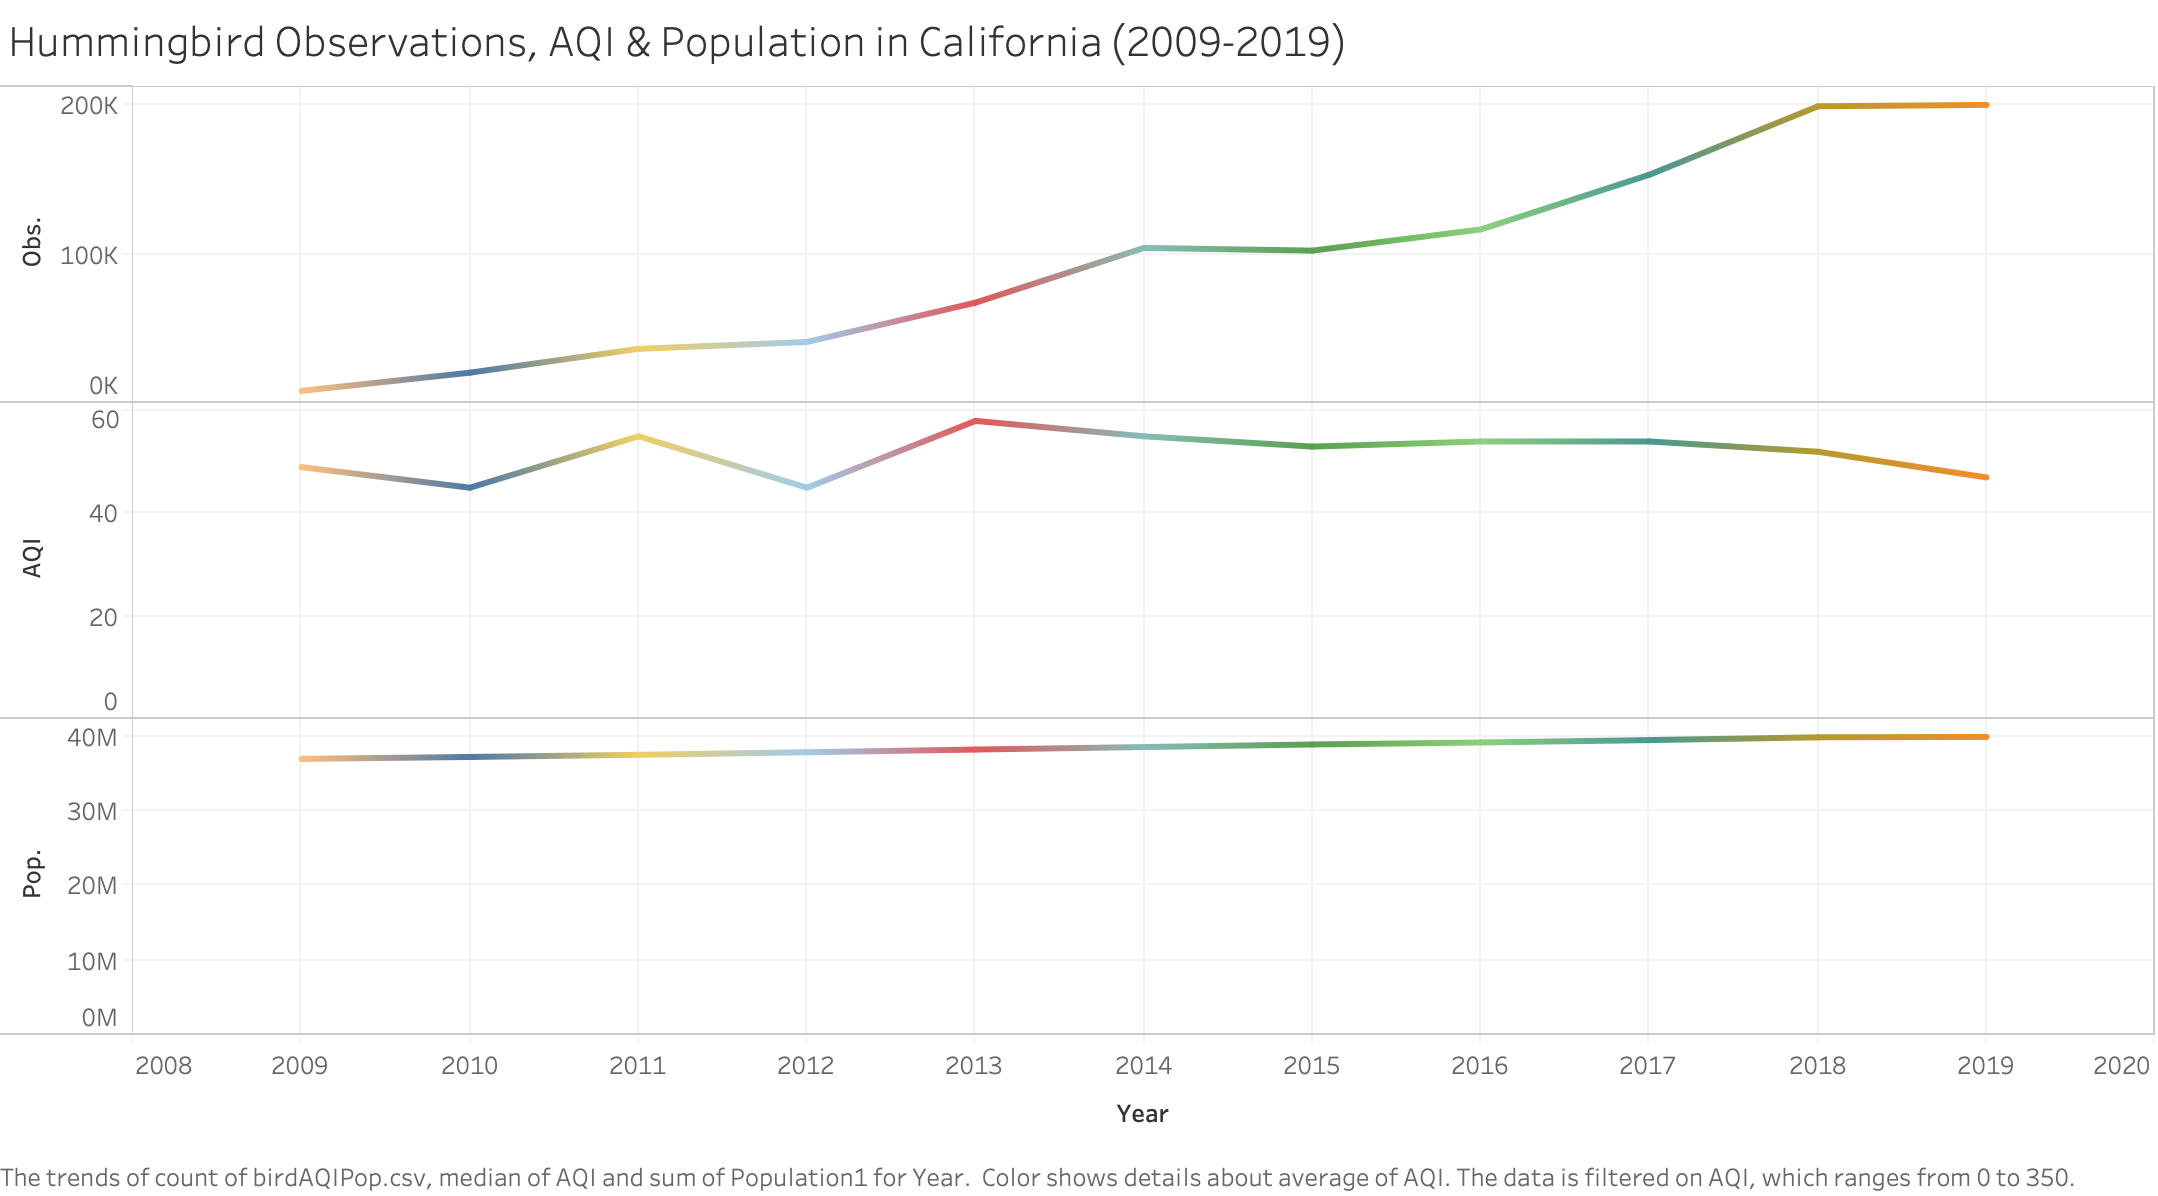 Hummingbird Observations, AQI & Population in California (2009-2019)
200K
Obs.
100K
0K
60
40
AQI
20
0
40M
30M
Pop.
20M
10M
0M
2008 2009 2010 2011 2012 2013 2014 2015 2016 2017 2018 2019 2020
Year
The trends of count of birdAQIPop.csv, median of AQI and sum of Population1 for Year.  Color shows details about average of AQI. The data is filtered on AQI, which ranges from 0 to 350.